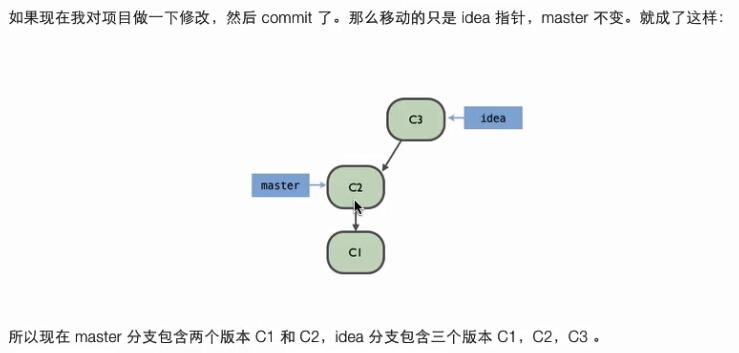 如果现在我对项目做一下修改，然后 commit 了。那么移动的只是 idea 指针，master 不变。就成了这样：
C3
idea
master
C2
C1
所以现在 master 分支包含两个版本 C1 和 C2，idea 分支包含三个版本 C1，C2，C3 。